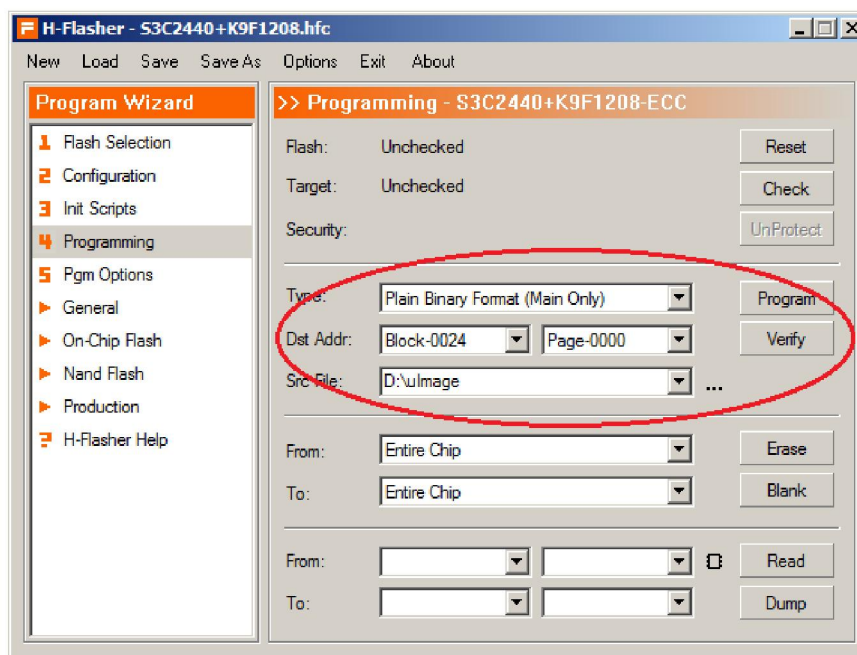 H-Flasher - S3C2440+K9F1208.hfc
New Load Save Save As Options Exit About
Program Wizard
1 Flash Selection
2 Configuration
3 Init Scripts
4 Programming
5 Pgm Options
General
On-Chip Flash
Nand Flash
Production
? H-Flasher Help
>> Programming - S3C2440+K9F1208-ECC
Flash: Unchecked Reset
Target: Unchecked Check
Security: UnProtect
Type: Plain Binary Format (Main Only) Program
Dst Addr: Block-0024 Page-0000 Verify
Src File: D:\uImage ...
From: Entire Chip Erase
To: Entire Chip Blank
From: Read
To: Dump